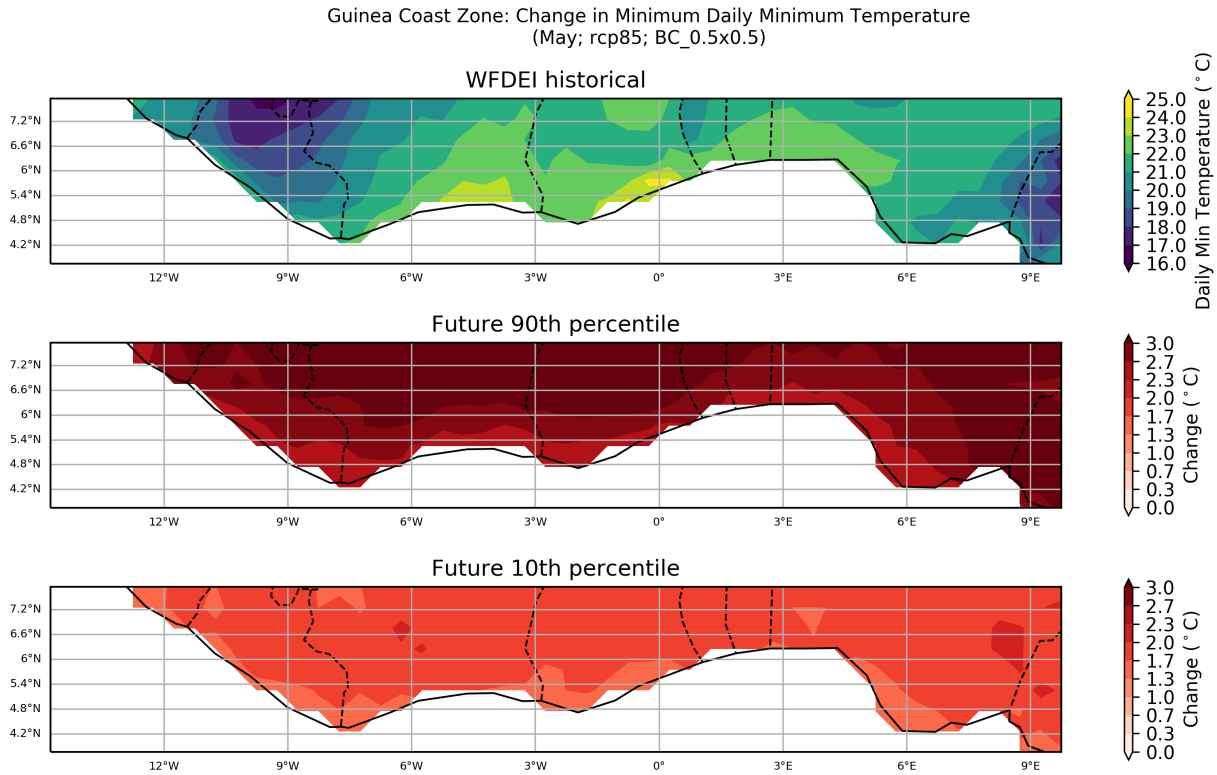 Guinea Coast Zone: Change in Minimum Daily Minimum Temperature
(May; rcp85; BC_0.5x0.5)
WFDEI historical
7.2°N
6.6°N
6°N
5.4°N
4.8°N
4.2°N
12°W 9°W 6°W 3°W 0° 3°E 6°E 9°E
25.0
24.0
23.0
22.0
21.0
20.0
19.0
18.0
17.0
16.0
Daily Min Temperature (°C)
Future 90th percentile
7.2°N
6.6°N
6°N
5.4°N
4.8°N
4.2°N
12°W 9°W 6°W 3°W 0° 3°E 6°E 9°E
3.0
2.7
2.3
2.0
1.7
1.3
1.0
0.7
0.3
0.0
Change (°C)
Future 10th percentile
7.2°N
6.6°N
6°N
5.4°N
4.8°N
4.2°N
12°W 9°W 6°W 3°W 0° 3°E 6°E 9°E
3.0
2.7
2.3
2.0
1.7
1.3
1.0
0.7
0.3
0.0
Change (°C)